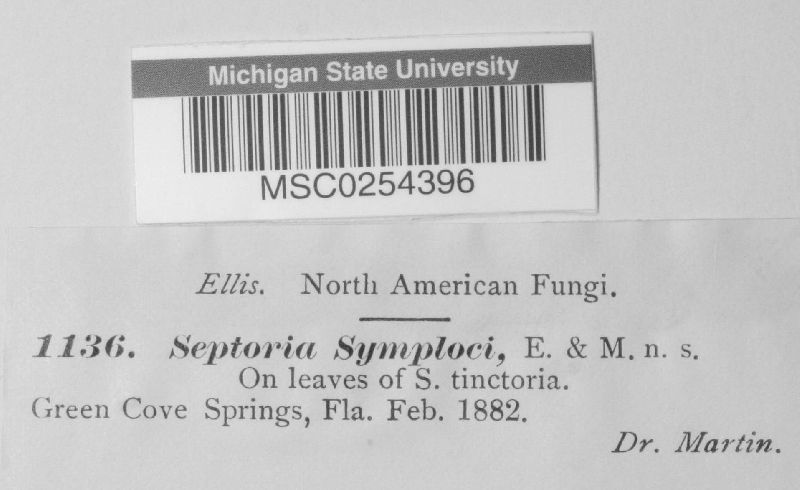 Michigan State University
MSC0254396
Ellis. North American Fungi.
1136. Septoria Symploci, E. & M. n. s.
On leaves of S. tinctoria.
Green Cove Springs, Fla. Feb. 1882.
Dr. Martin.